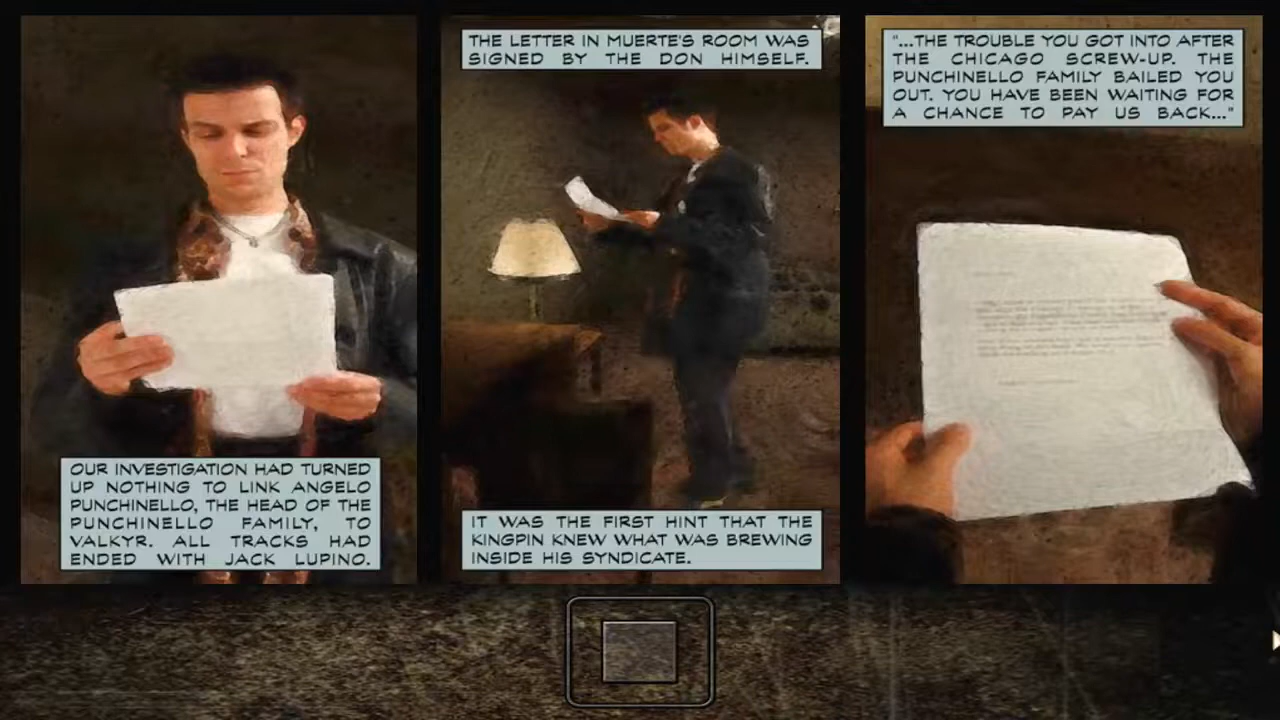 OUR INVESTIGATION HAD TURNED
UP NOTHING TO LINK ANGELO
PUNCHINELLO, THE HEAD OF THE
PUNCHINELLO FAMILY, TO
VALKYR. ALL TRACKS HAD
ENDED WITH JACK LUPINO.
THE LETTER IN MUERTE'S ROOM WAS
SIGNED BY THE DON HIMSELF.
IT WAS THE FIRST HINT THAT THE
KINGPIN KNEW WHAT WAS BREWING
INSIDE HIS SYNDICATE.
"...THE TROUBLE YOU GOT INTO AFTER
THE CHICAGO SCREW-UP. THE
PUNCHINELLO FAMILY BAILED YOU
OUT. YOU HAVE BEEN WAITING FOR
A CHANCE TO PAY US BACK..."